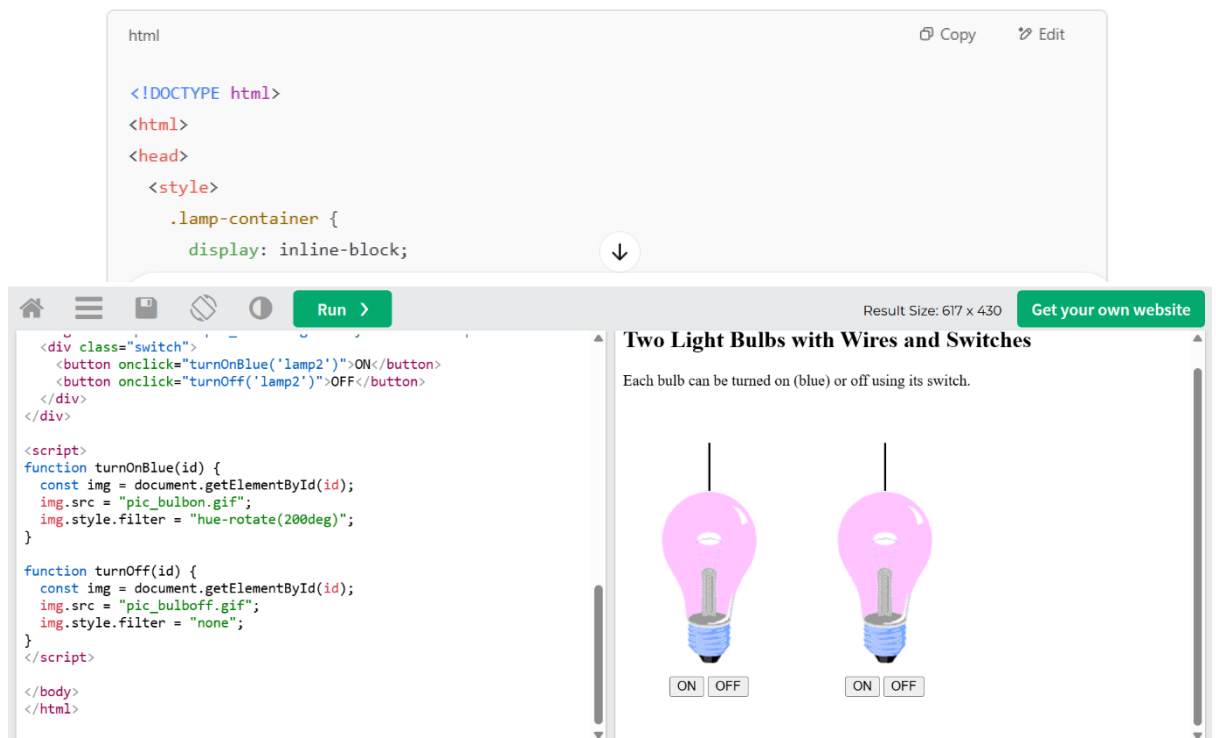 html
Copy
Edit
<!DOCTYPE html>
<html>
<head>
<style>
.lamp-container {
display: inline-block;
Run ❯
Result Size: 617 x 430
Get your own website
<div class="switch">
<button onclick="turnOnBlue('lamp2')">ON</button>
<button onclick="turnOff('lamp2')">OFF</button>
</div>
</div>
<script>
function turnOnBlue(id) {
const img = document.getElementById(id);
img.src = "pic_bulbon.gif";
img.style.filter = "hue-rotate(200deg)";
}
function turnOff(id) {
const img = document.getElementById(id);
img.src = "pic_bulboff.gif";
img.style.filter = "none";
}
</script>
</body>
</html>
Two Light Bulbs with Wires and Switches
Each bulb can be turned on (blue) or off using its switch.
ON OFF ON OFF